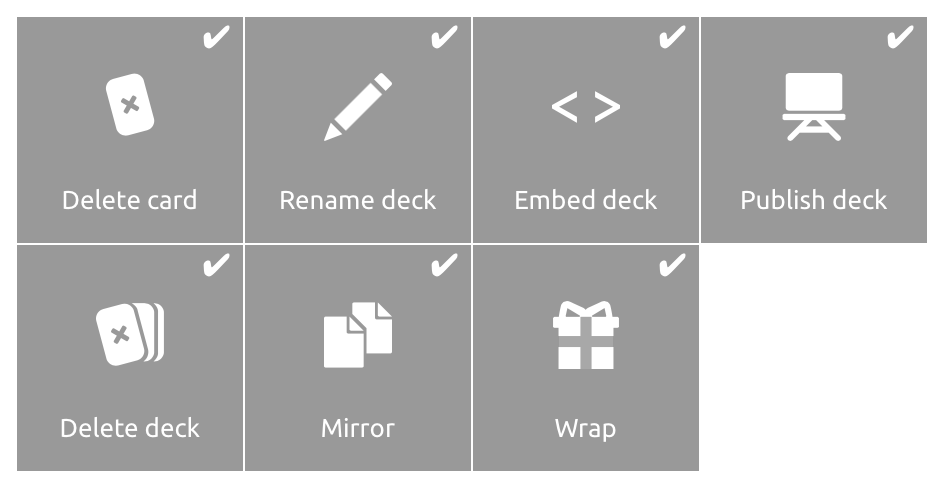 Delete card
Rename deck
Embed deck
Publish deck
Delete deck
Mirror
Wrap